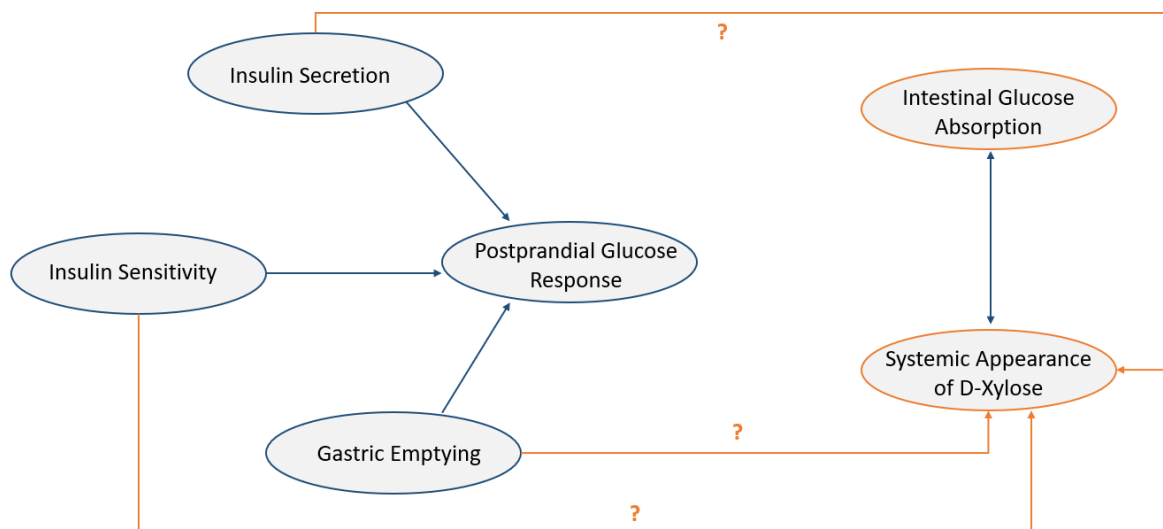 ?
Insulin Secretion
Intestinal Glucose
Absorption
Insulin Sensitivity
Postprandial Glucose
Response
Systemic Appearance
of D-Xylose
Gastric Emptying
?
?